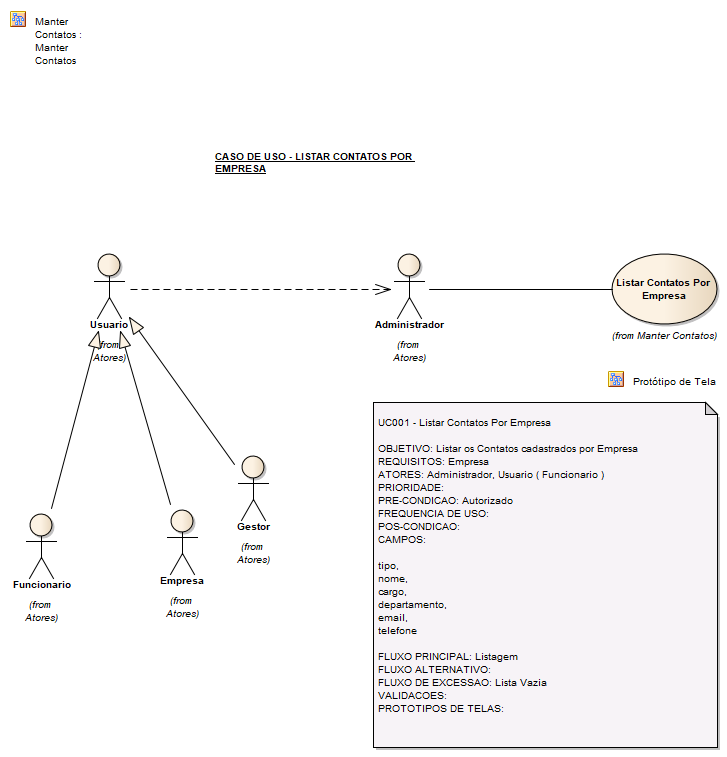 Manter
Contatos :
Manter
Contatos
CASO DE USO - LISTAR CONTATOS POR
EMPRESA
Usuario
(from
Atores)
Administrador
(from
Atores)
Listar Contatos Por
Empresa
(from Manter Contatos)
Protótipo de Tela
UC001 - Listar Contatos Por Empresa
OBJETIVO: Listar os Contatos cadastrados por Empresa
REQUISITOS: Empresa
ATORES: Administrador, Usuario ( Funcionario )
PRIORIDADE:
PRE-CONDICAO: Autorizado
FREQUENCIA DE USO:
POS-CONDICAO:
CAMPOS:
tipo,
nome,
cargo,
departamento,
email,
telefone
FLUXO PRINCIPAL: Listagem
FLUXO ALTERNATIVO:
FLUXO DE EXCESSAO: Lista Vazia
VALIDACOES:
PROTOTIPOS DE TELAS:
Gestor
(from
Atores)
Funcionario
(from
Atores)
Empresa
(from
Atores)